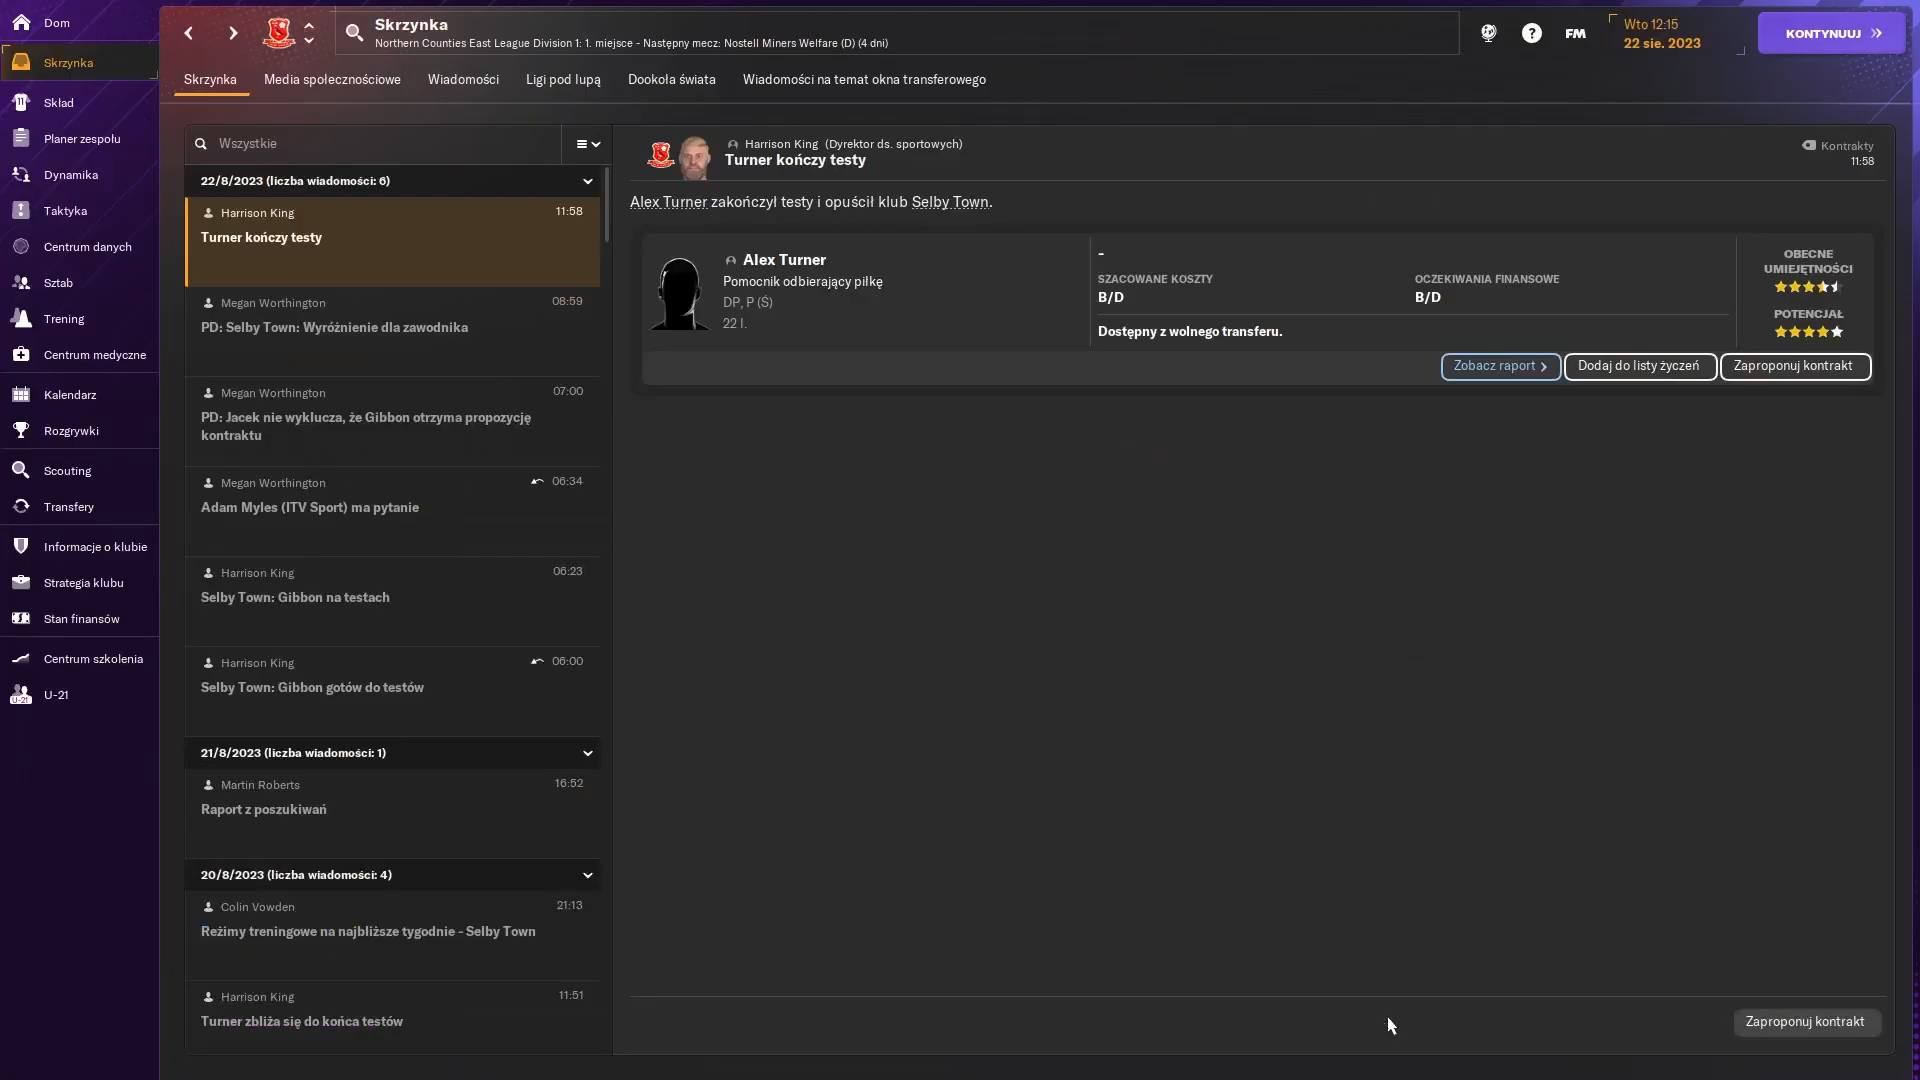 Dom
Skrzynka
Skład
Planer zespołu
Dynamika
Taktyka
Centrum danych
Sztab
Trening
Centrum medyczne
Kalendarz
Rozgrywki
Scouting
Transfery
Informacje o klubie
Strategia klubu
Stan finansów
Centrum szkolenia
U-21
U-21
Skrzynka
Northern Counties East League Division 1: 1. miejsce - Następny mecz: Nostell Miners Welfare (D) (4 dni)
?
FM
Wto 12:15
22 sie. 2023
KONTYNUUJ
Skrzynka
Media społecznościowe
Wiadomości
Ligi pod lupą
Dookoła świata
Wiadomości na temat okna transferowego
Wszystkie
22/8/2023 (liczba wiadomości: 6)
Harrison King
11:58
Turner kończy testy
Megan Worthington
08:59
PD: Selby Town: Wyróżnienie dla zawodnika
Megan Worthington
07:00
PD: Jacek nie wyklucza, że Gibbon otrzyma propozycję
kontraktu
Megan Worthington
06:34
Adam Myles (ITV Sport) ma pytanie
Harrison King
06:23
Selby Town: Gibbon na testach
Harrison King
06:00
Selby Town: Gibbon gotów do testów
21/8/2023 (liczba wiadomości: 1)
Martin Roberts
16:52
Raport z poszukiwań
20/8/2023 (liczba wiadomości: 4)
Colin Vowden
21:13
Reżimy treningowe na najbliższe tygodnie - Selby Town
Harrison King
11:51
Turner zbliża się do końca testów
Harrison King (Dyrektor ds. sportowych)
Turner kończy testy
Kontrakty
11:58
Alex Turner zakończył testy i opuścił klub Selby Town.
Alex Turner
Pomocnik odbierający piłkę
DP, P (Ś)
22 l.
-
SZACOWANE KOSZTY
B/D
OCZEKIWANIA FINANSOWE
B/D
Dostępny z wolnego transferu.
OBECNE
UMIEJĘTNOŚCI
POTENCJAŁ
Zobacz raport
Dodaj do listy życzeń
Zaproponuj kontrakt
Zaproponuj kontrakt